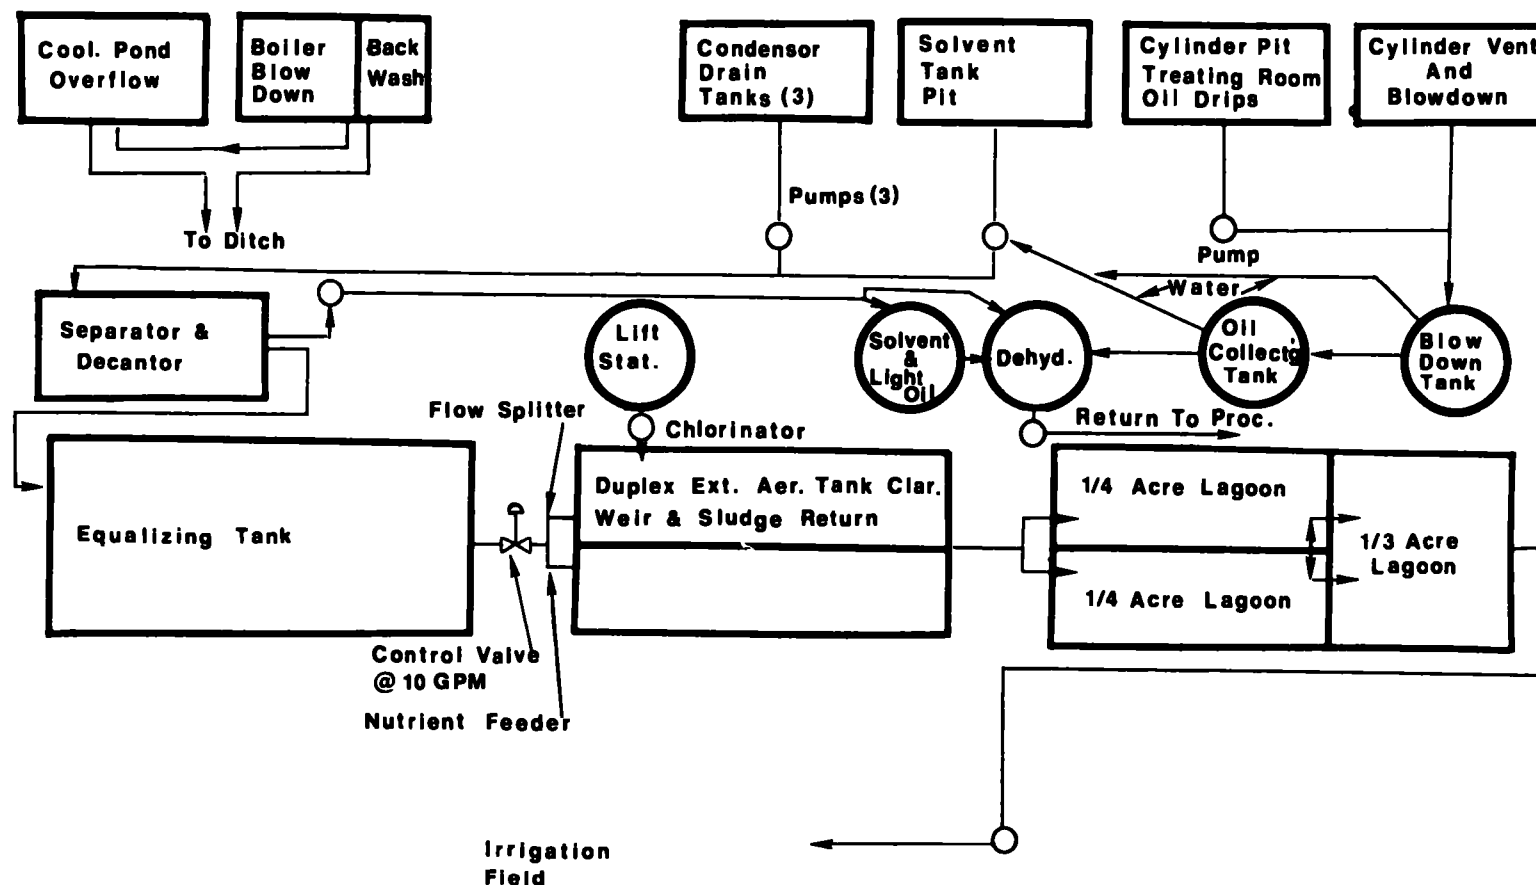 Cool. Pond
Overflow
Boiler
Blow
Down
Back
Wash
Condensor
Drain
Tanks (3)
Solvent
Tank
Pit
Cylinder Pit
Treating Room
Oil Drips
Cylinder Vent
And
Blowdown
Pumps (3)
To Ditch
Pump
Water
Separator &
Decantor
Lift
Stat.
Solvent
&
Light
Oil
Dehyd.
Oil
Collect'g
Tank
Blow
Down
Tank
Flow Splitter
Chlorinator
Return To Proc.
Equalizing Tank
Duplex Ext. Aer. Tank Clar.
Weir & Sludge Return
1/4 Acre Lagoon
1/3 Acre
Lagoon
1/4 Acre Lagoon
Control Valve
@ 10 GPM
Nutrient Feeder
Irrigation
Field